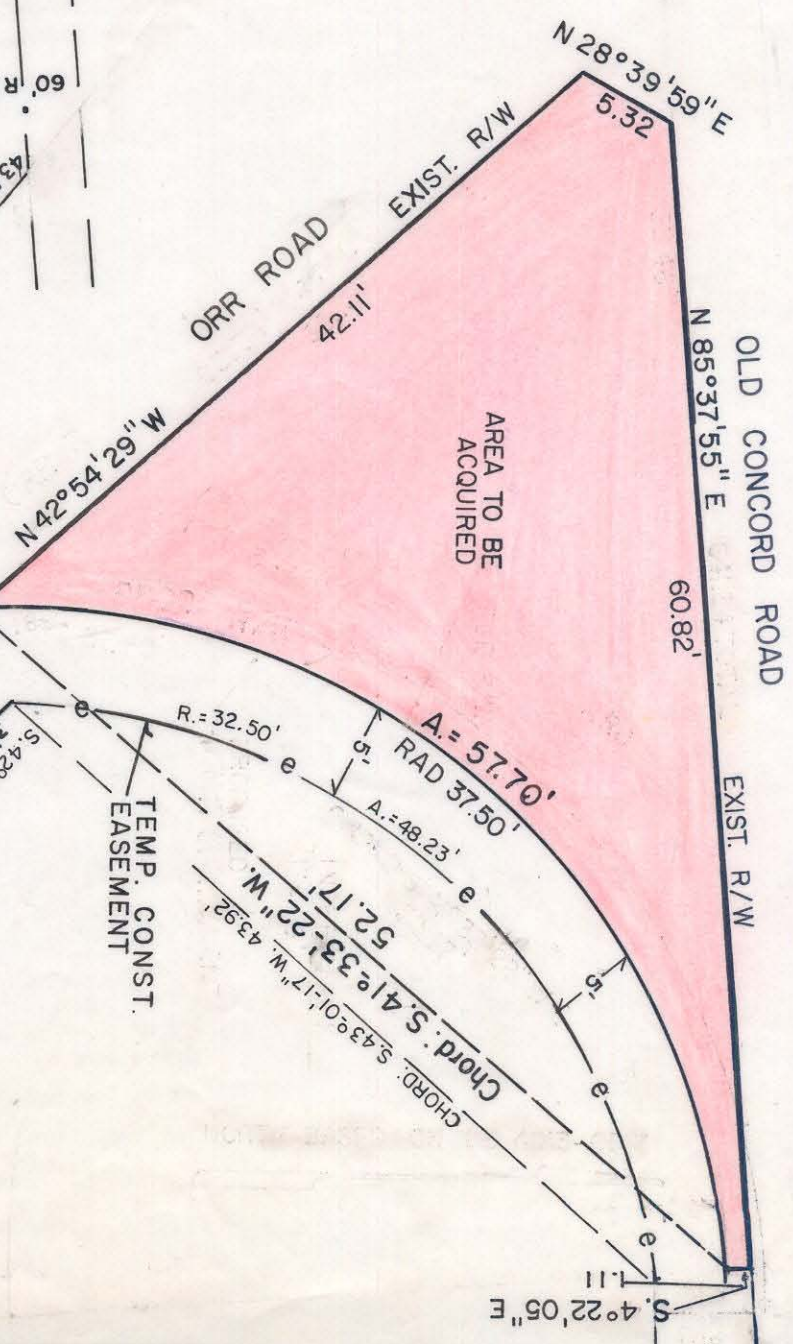 60' R
43.
N 28°39'59" E
5.32
EXIST. R/W
ORR ROAD
42.11'
N 42°54'29" W
OLD CONCORD ROAD
N 85°37'55" E
60.82'
EXIST. R/W
AREA TO BE
ACQUIRED
A.= 57.70'
RAD 37.50'
5'
5'
R.=32.50'
A.=48.23'
e
e
e
e
e
TEMP. CONST.
EASEMENT
Chord: S.41º-33'-22" W.
52.17'
CHORD: S.43º-01'-17" W. 43.92'
S.42º
1.11
S. 4°22'05" E